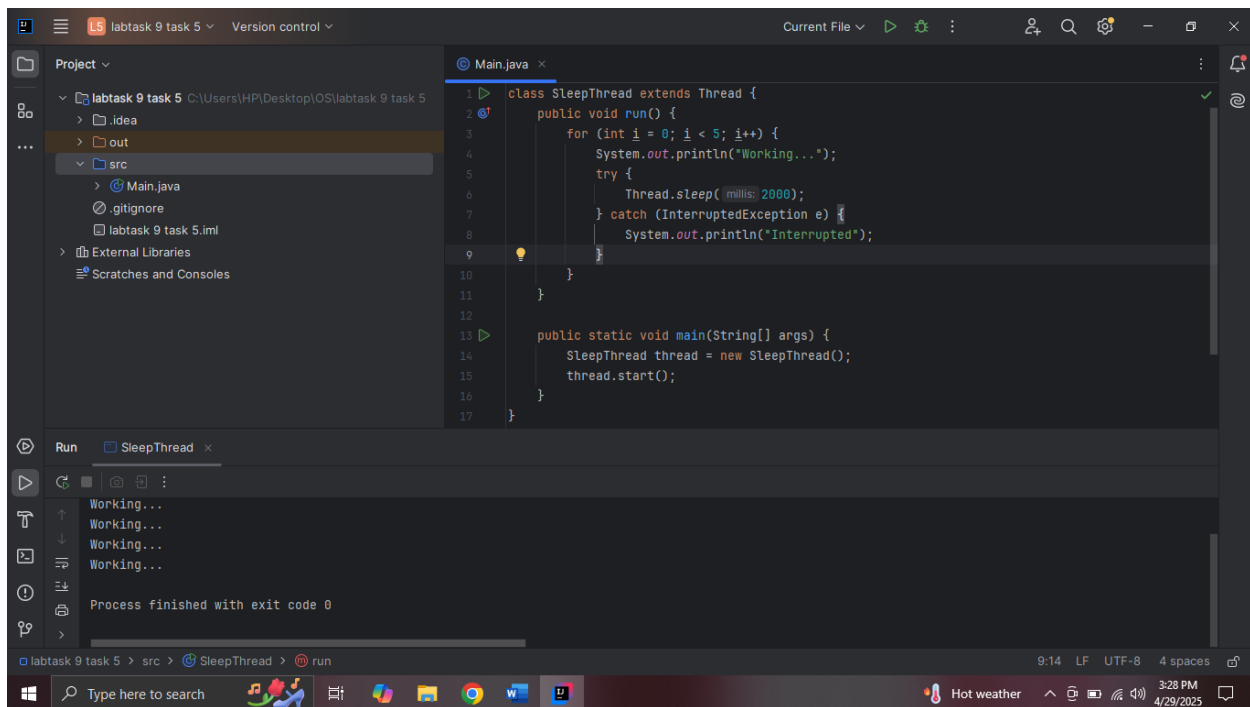 L5 labtask 9 task 5 Version control Current File
Project
Main.java
labtask 9 task 5 C:\Users\HP\Desktop\OS\labtask 9 task 5
.idea
out
src
Main.java
.gitignore
labtask 9 task 5.iml
External Libraries
Scratches and Consoles
1 class SleepThread extends Thread {
2 public void run() {
3 for (int i = 0; i < 5; i++) {
4 System.out.println("Working...");
5 try {
6 Thread.sleep( millis: 2000);
7 } catch (InterruptedException e) {
8 System.out.println("Interrupted");
9 }
10 }
11 }
12
13 public static void main(String[] args) {
14 SleepThread thread = new SleepThread();
15 thread.start();
16 }
17 }
Run SleepThread
Working...
Working...
Working...
Working...
Process finished with exit code 0
labtask 9 task 5 > src > SleepThread > run 9:14 LF UTF-8 4 spaces
Type here to search Hot weather 3:28 PM
4/29/2025